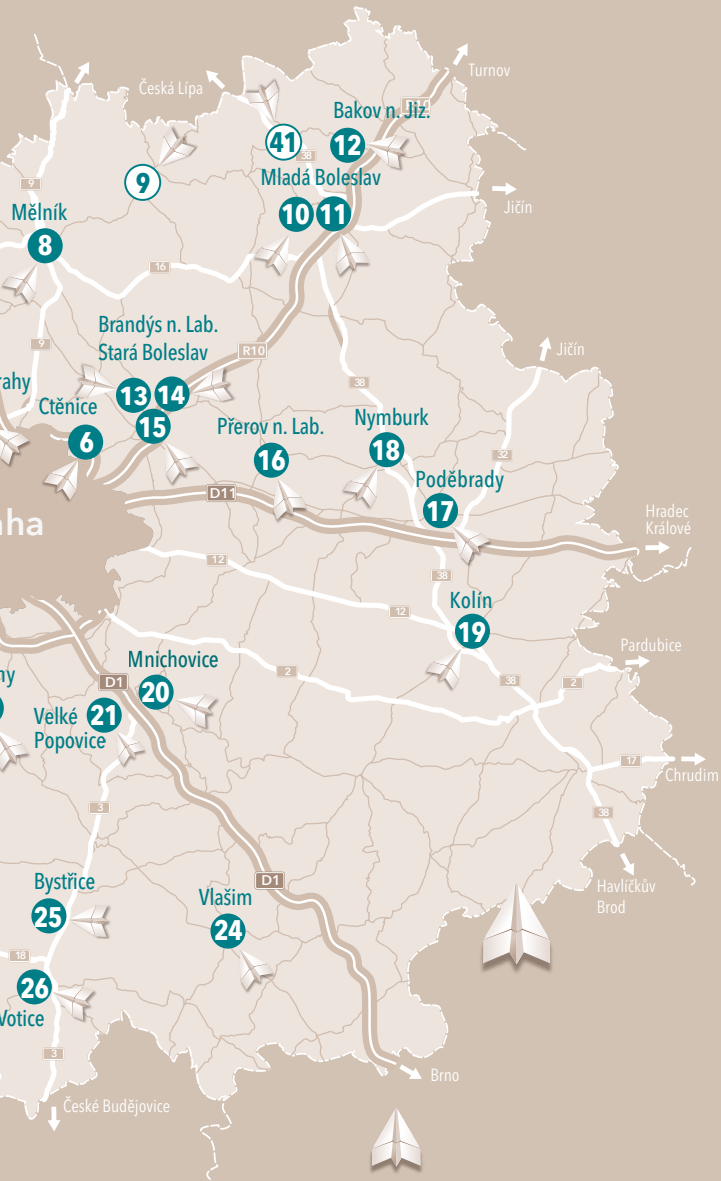 Turnov
Česká Lípa
Bakov n. Jiz.
41
38
12
9
9
Mladá Boleslav
Mělník
10
11
Jičín
8
16
Brandýs n. Lab.
Stará Boleslav
R10
9
Jičín
rahy
13
14
38
Ctěnice
15
Přerov n. Lab.
Nymburk
6
16
18
32
Poděbrady
D11
17
Hradec
Králové
aha
12
38
Kolín
12
19
Pardubice
ny
Mnichovice
2
D1
20
38
2
Velké
Popovice
21
17
Chrudim
3
38
Bystřice
D1
Vlašim
Havlíčkův
Brod
25
24
18
26
Votice
3
Brno
České Budějovice